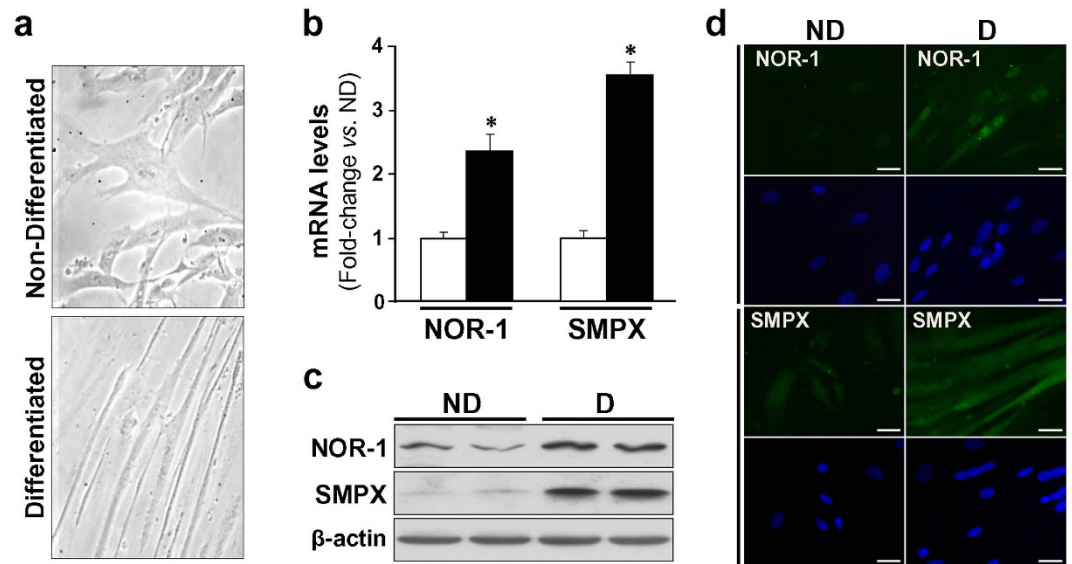 a
Non-Differentiated
Differentiated
b
mRNA levels
(Fold-change vs. ND)
4
3
2
1
0
*
*
NOR-1 SMPX
c
ND D
NOR-1
SMPX
β-actin
d
ND D
NOR-1 NOR-1
SMPX SMPX